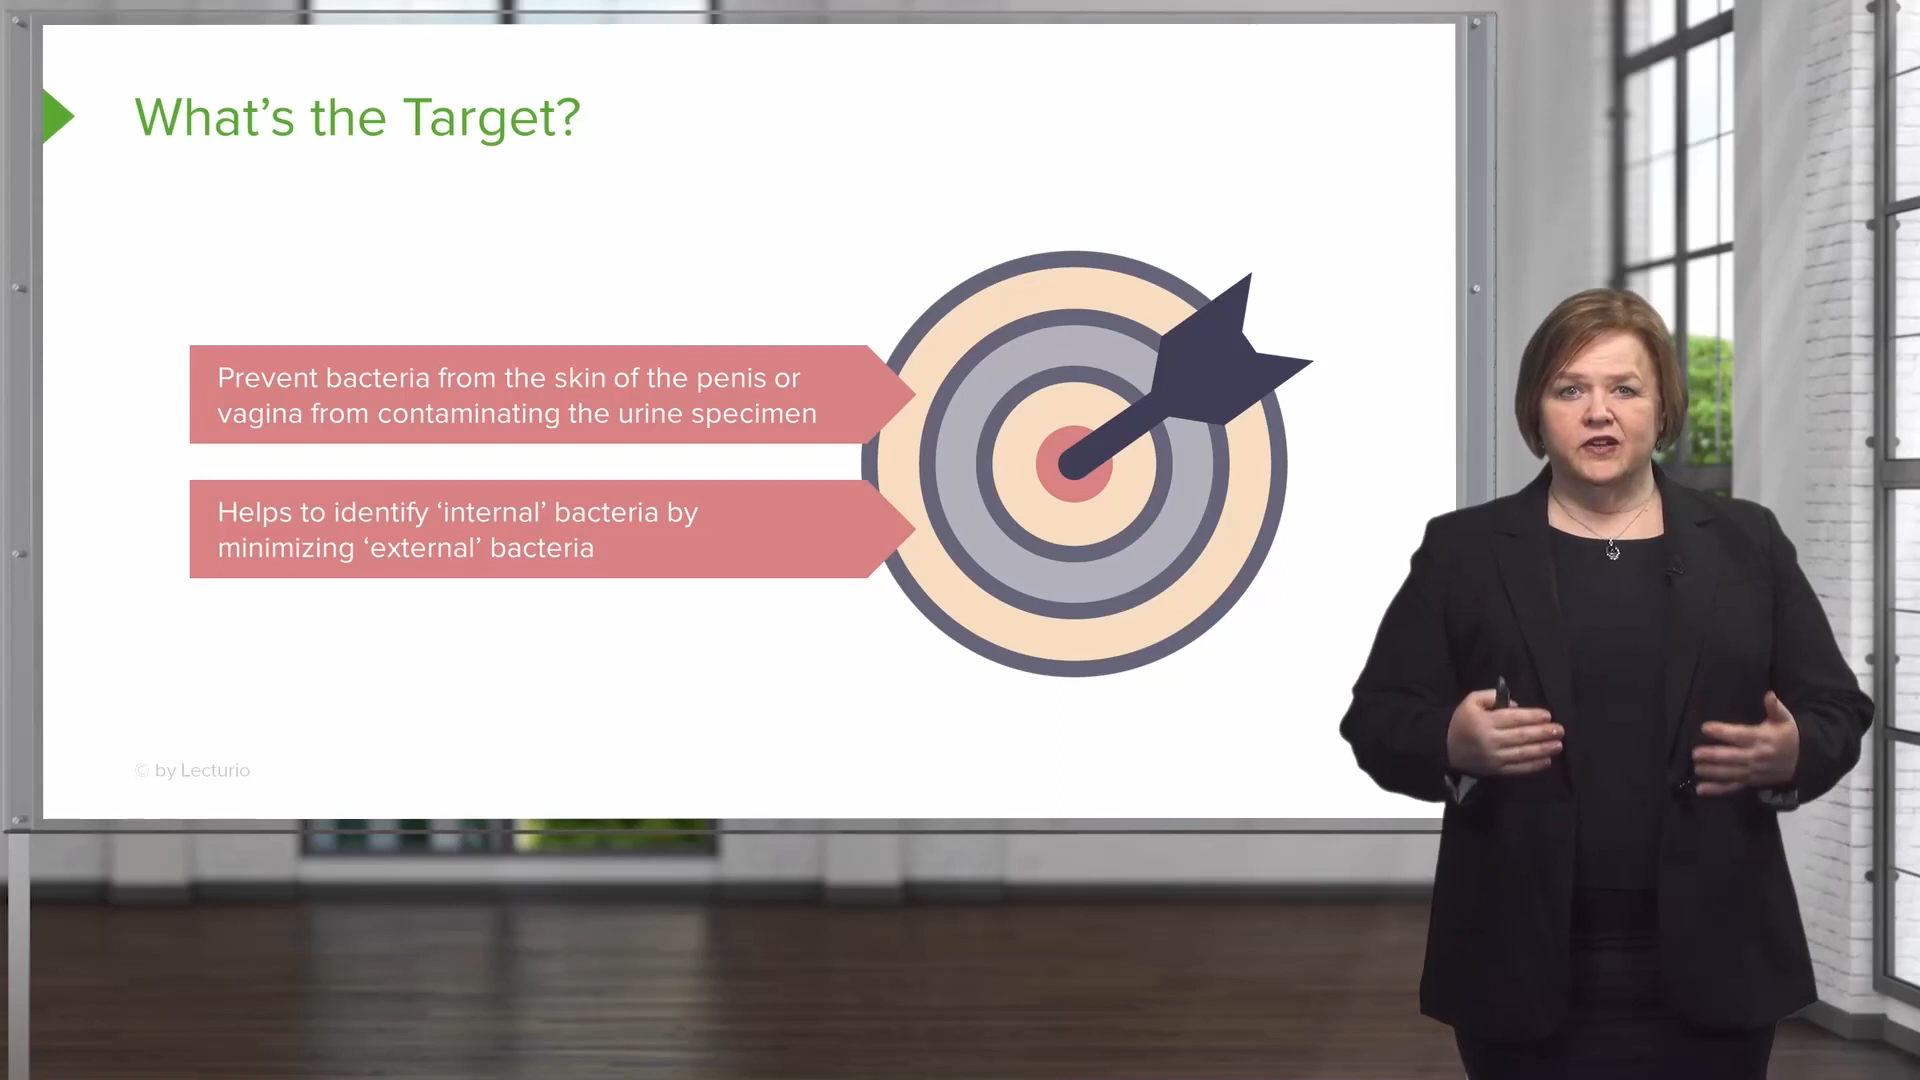 What’s the Target?
Prevent bacteria from the skin of the penis or
vagina from contaminating the urine specimen
Helps to identify ‘internal’ bacteria by
minimizing ‘external’ bacteria
© by Lecturio